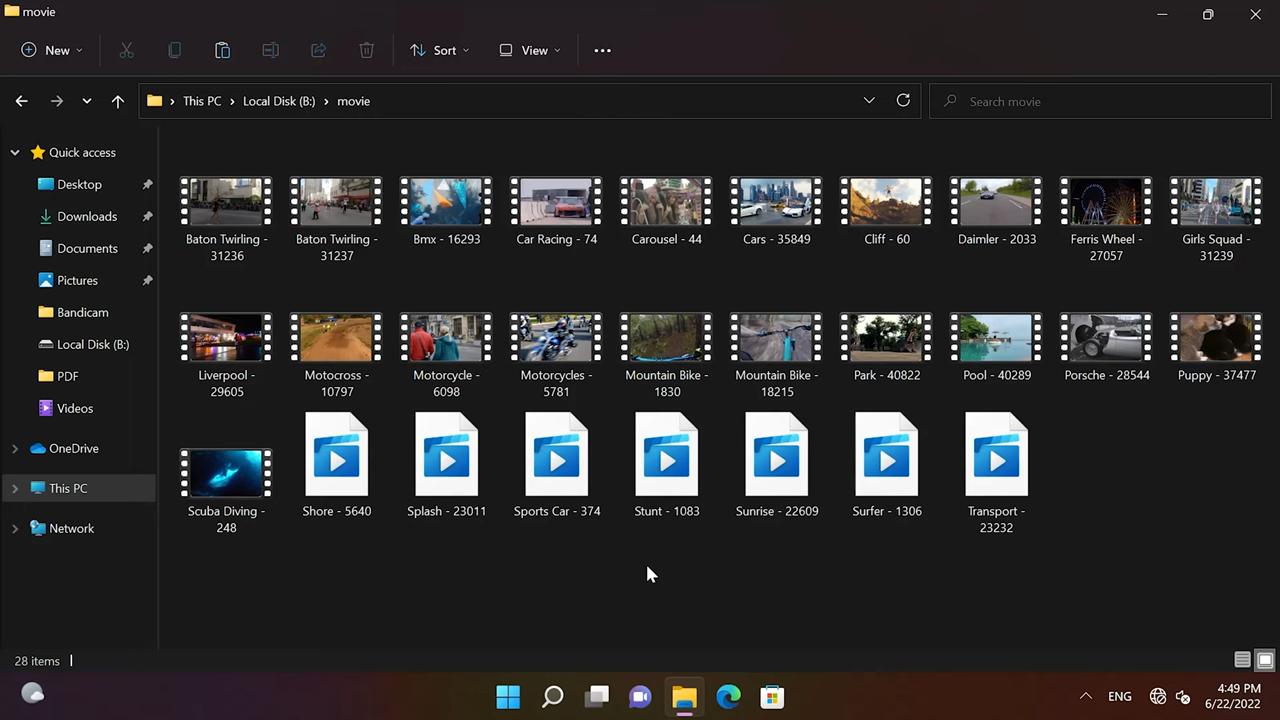 movie
New
Sort
View
This PC
Local Disk (B:)
movie
Search movie
Quick access
Desktop
Downloads
Documents
Pictures
Bandicam
Local Disk (B:)
PDF
Videos
OneDrive
This PC
Network
Baton Twirling -
31236
Baton Twirling -
31237
Bmx - 16293
Car Racing - 74
Carousel - 44
Cars - 35849
Cliff - 60
Daimler - 2033
Ferris Wheel -
27057
Girls Squad -
31239
Liverpool -
29605
Motocross -
10797
Motorcycle -
6098
Motorcycles -
5781
Mountain Bike -
1830
Mountain Bike -
18215
Park - 40822
Pool - 40289
Porsche - 28544
Puppy - 37477
Scuba Diving -
248
Shore - 5640
Splash - 23011
Sports Car - 374
Stunt - 1083
Sunrise - 22609
Surfer - 1306
Transport -
23232
28 items
ENG
4:49 PM
6/22/2022